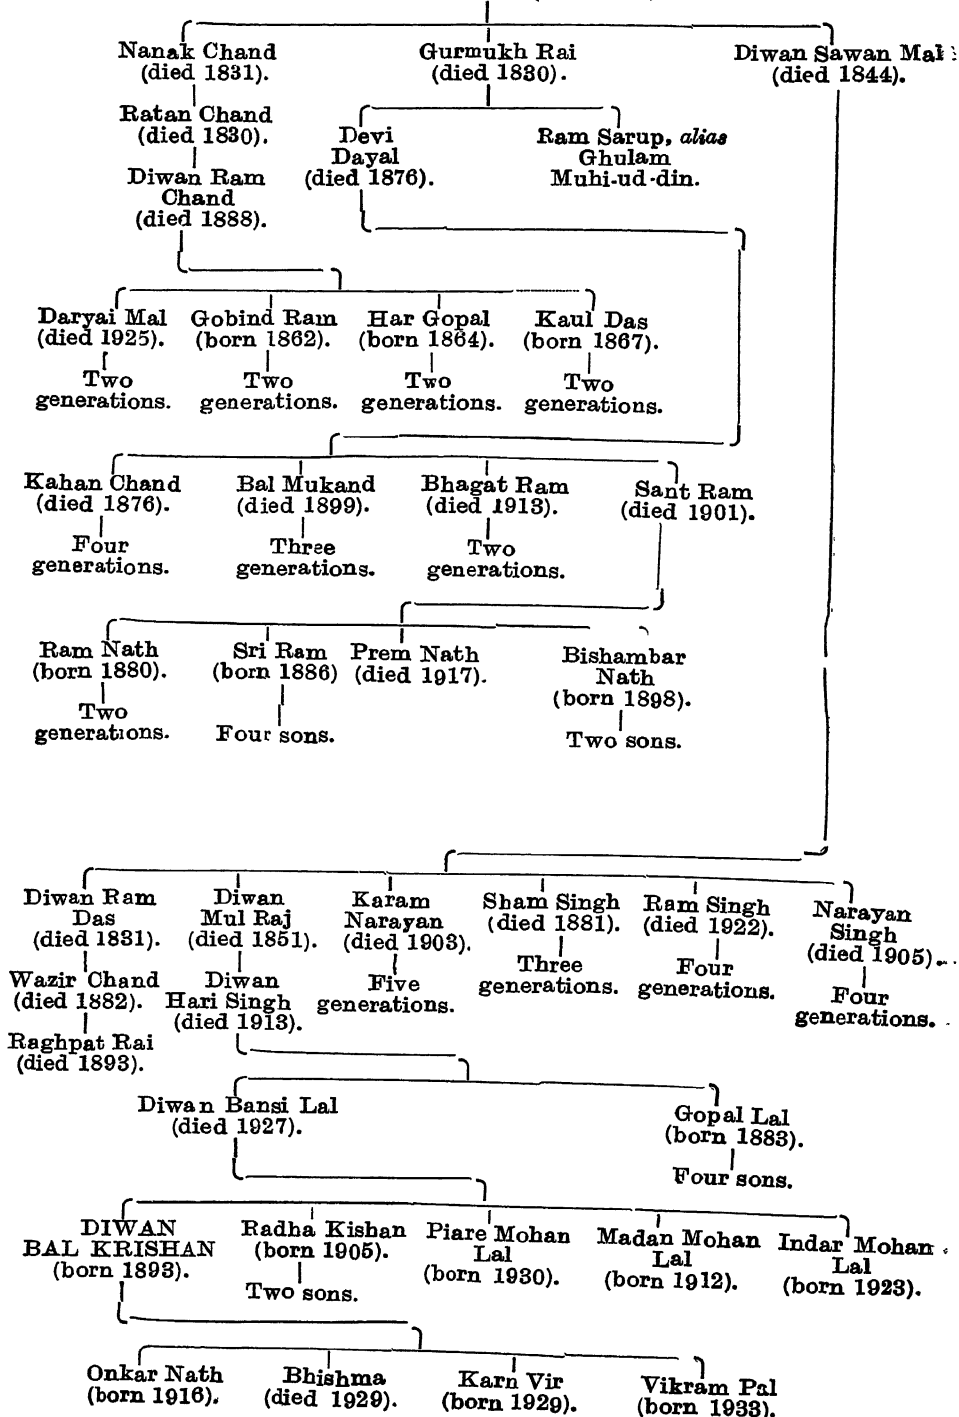 Nanak Chand
(died 1831).
Gurmukh Rai
(died 1830).
Diwan Sawan Mal
(died 1844).
Ratan Chand
(died 1830).
Devi
Dayal
(died 1876).
Ram Sarup, alias
Ghulam
Muhi-ud-din.
Diwan Ram
Chand
(died 1888).
Daryai Mal
(died 1925).
Gobind Ram
(born 1862).
Har Gopal
(born 1864).
Kaul Das
(born 1867).
Two
generations.
Two
generations.
Two
generations.
Two
generations.
Kahan Chand
(died 1876).
Bal Mukand
(died 1899).
Bhagat Ram
(died 1913).
Sant Ram
(died 1901).
Four
generations.
Three
generations.
Two
generations.
Ram Nath
(born 1880).
Sri Ram
(born 1886)
Prem Nath
(died 1917).
Bishambar
Nath
(born 1898).
Two
generations.
Four sons.
Two sons.
Diwan Ram
Das
(died 1831).
Diwan
Mul Raj
(died 1851).
Karam
Narayan
(died 1903).
Sham Singh
(died 1881).
Ram Singh
(died 1922).
Narayan
Singh
(died 1905).
Wazir Chand
(died 1882).
Diwan
Hari Singh
(died 1913).
Five
generations.
Three
generations.
Four
generations.
Four
generations.
Raghpat Rai
(died 1893).
Diwan Bansi Lal
(died 1927).
Gopal Lal
(born 1883).
Four sons.
DIWAN
BAL KRISHAN
(born 1893).
Radha Kishan
(born 1905).
Piare Mohan
Lal
(born 1930).
Madan Mohan
Lal
(born 1912).
Indar Mohan
Lal
(born 1923).
Two sons.
Onkar Nath
(born 1916).
Bhishma
(died 1929).
Karn Vir
(born 1929).
Vikram Pal
(born 1933).